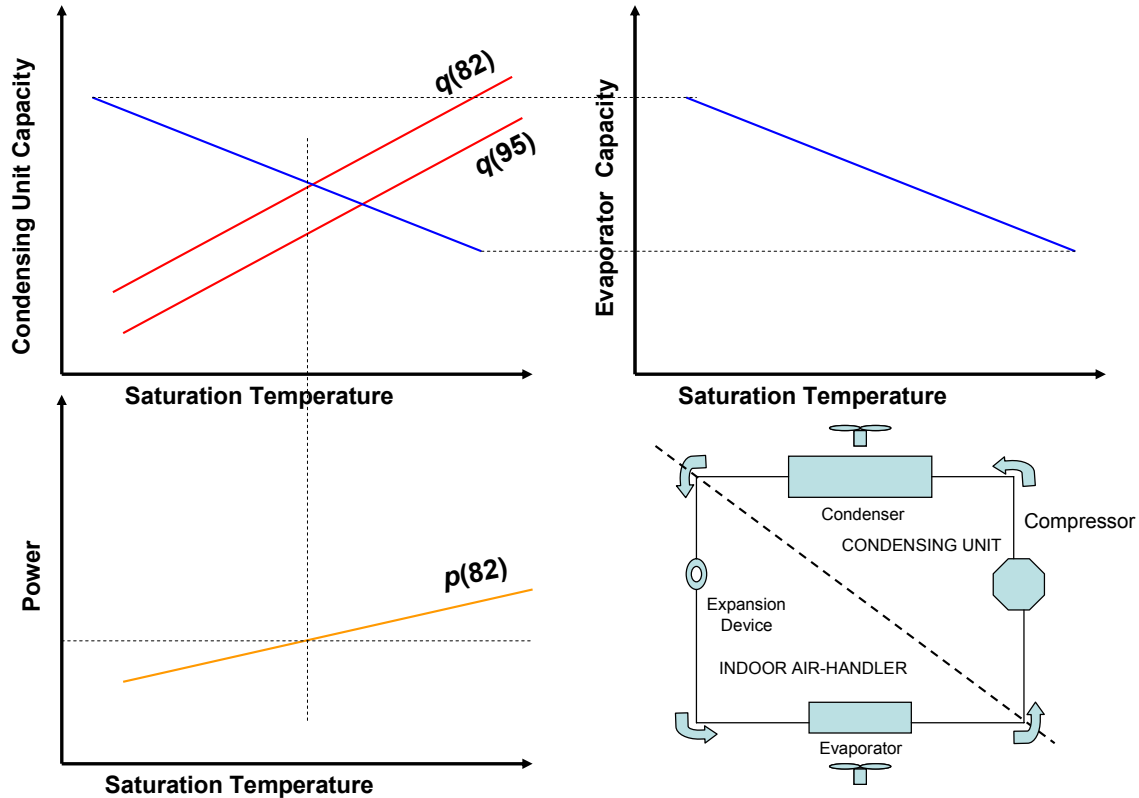 Condensing Unit Capacity
q(82)
q(95)
Saturation Temperature
Evaporator Capacity
Saturation Temperature
Power
p(82)
Saturation Temperature
Condenser
Compressor
CONDENSING UNIT
Expansion
Device
INDOOR AIR-HANDLER
Evaporator